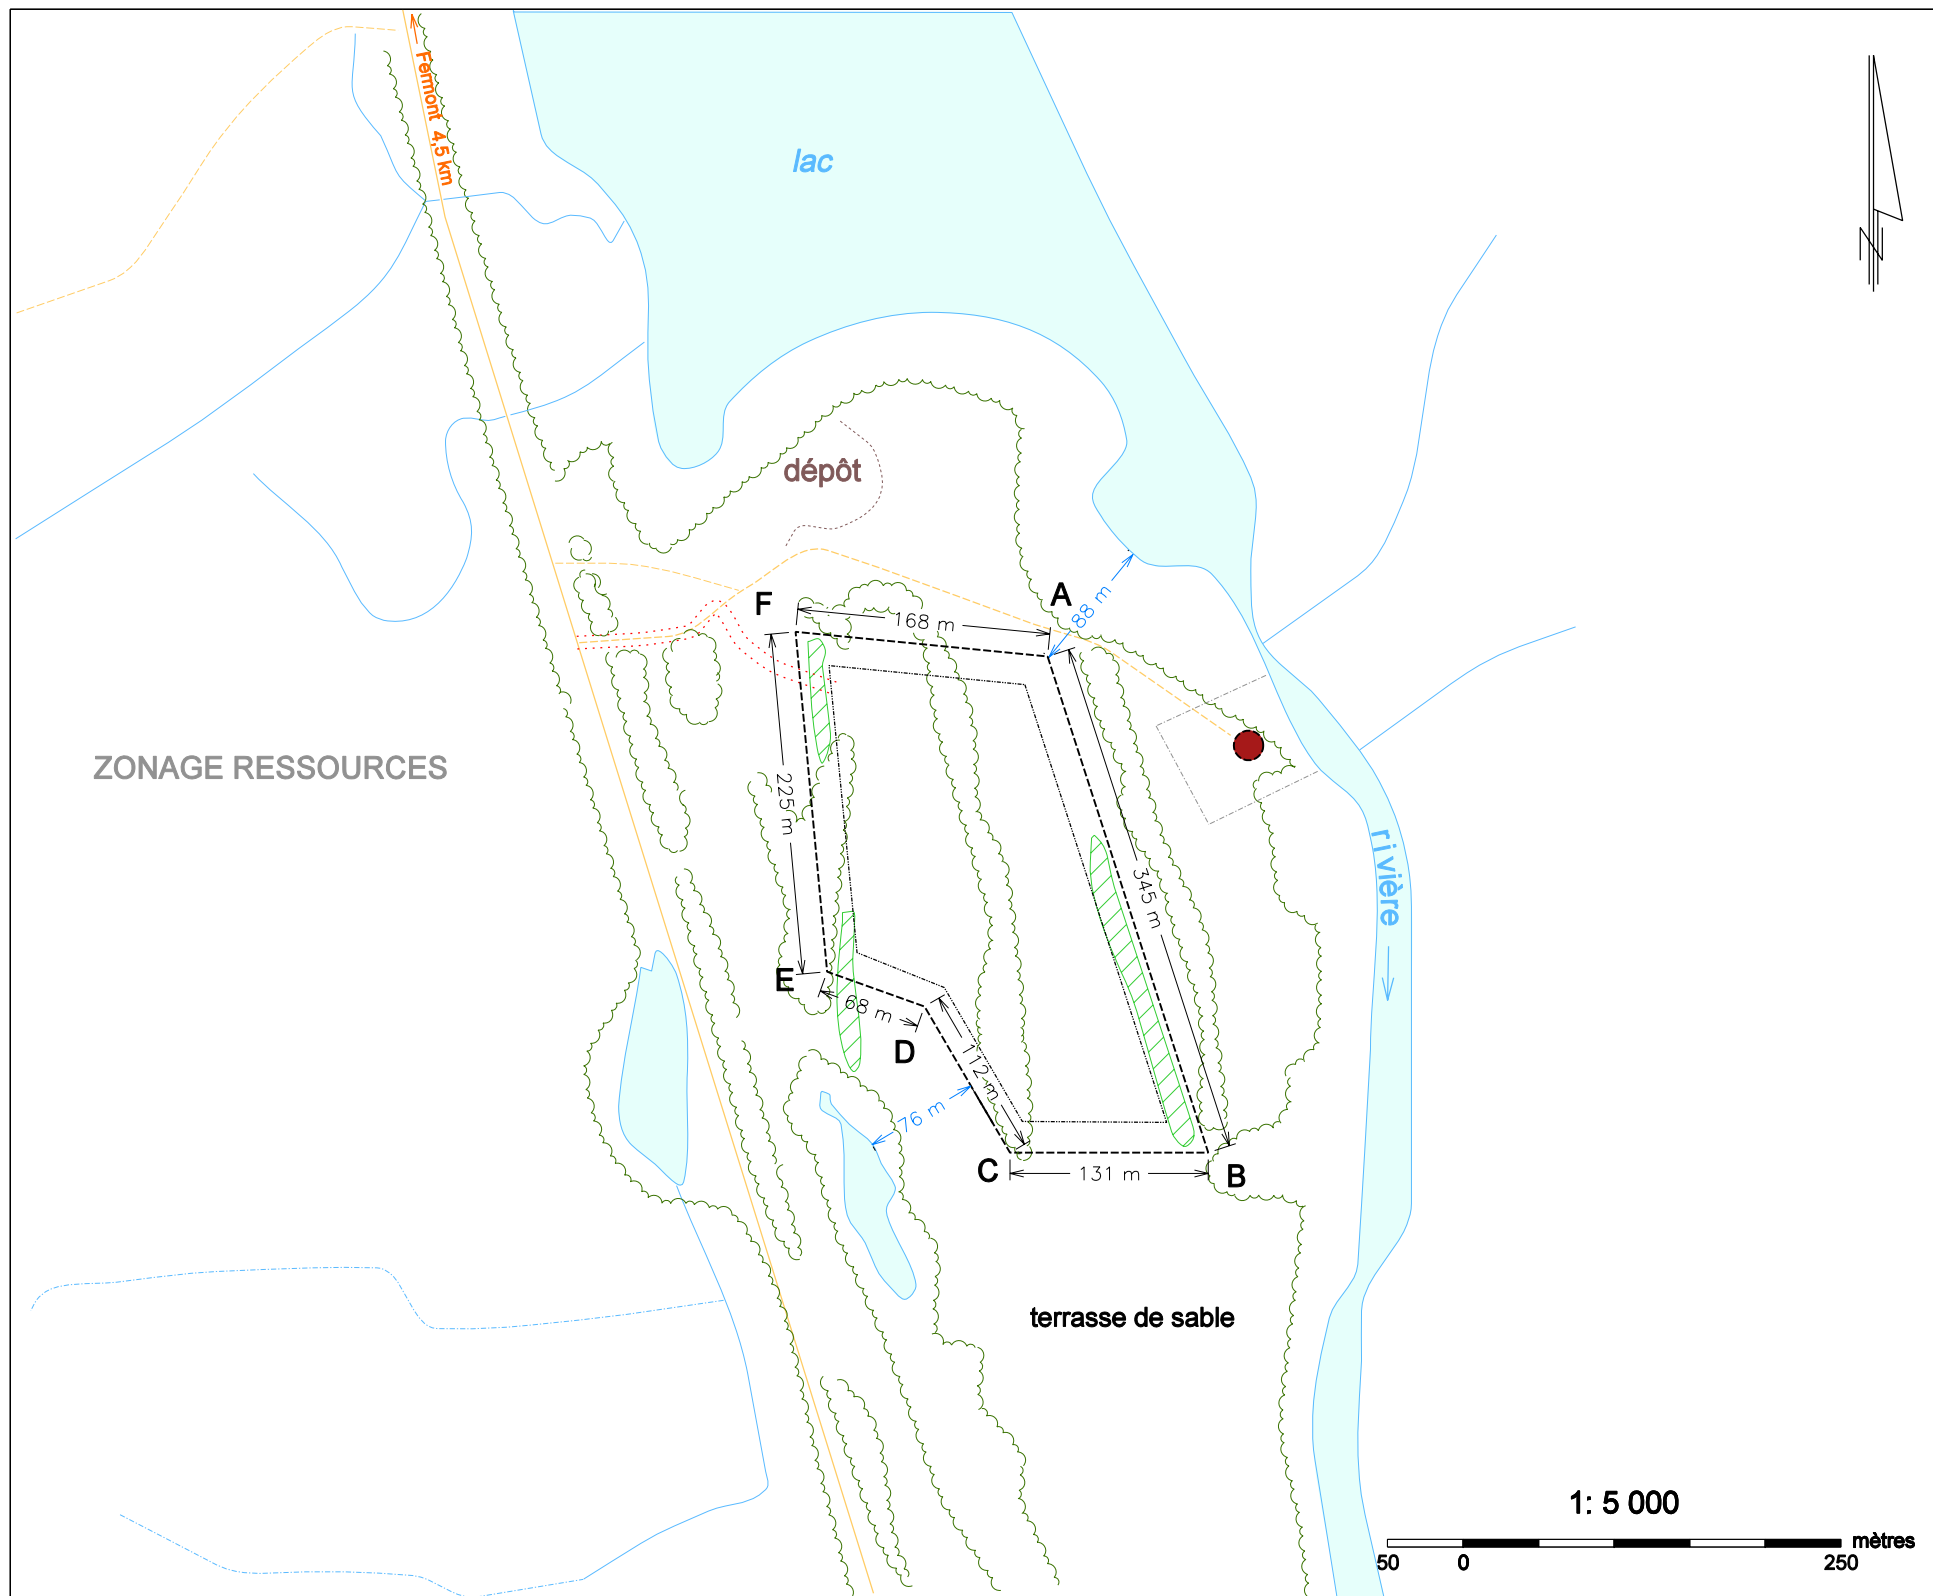 Fermont 4,5 km
lac
N
dépôt
F
A
168 m
88 m
ZONAGE RESSOURCES
225 m
345 m
rivière
E
68 m
D
112 m
76 m
C
131 m
B
terrasse de sable
1: 5 000
mètres
50 0 250